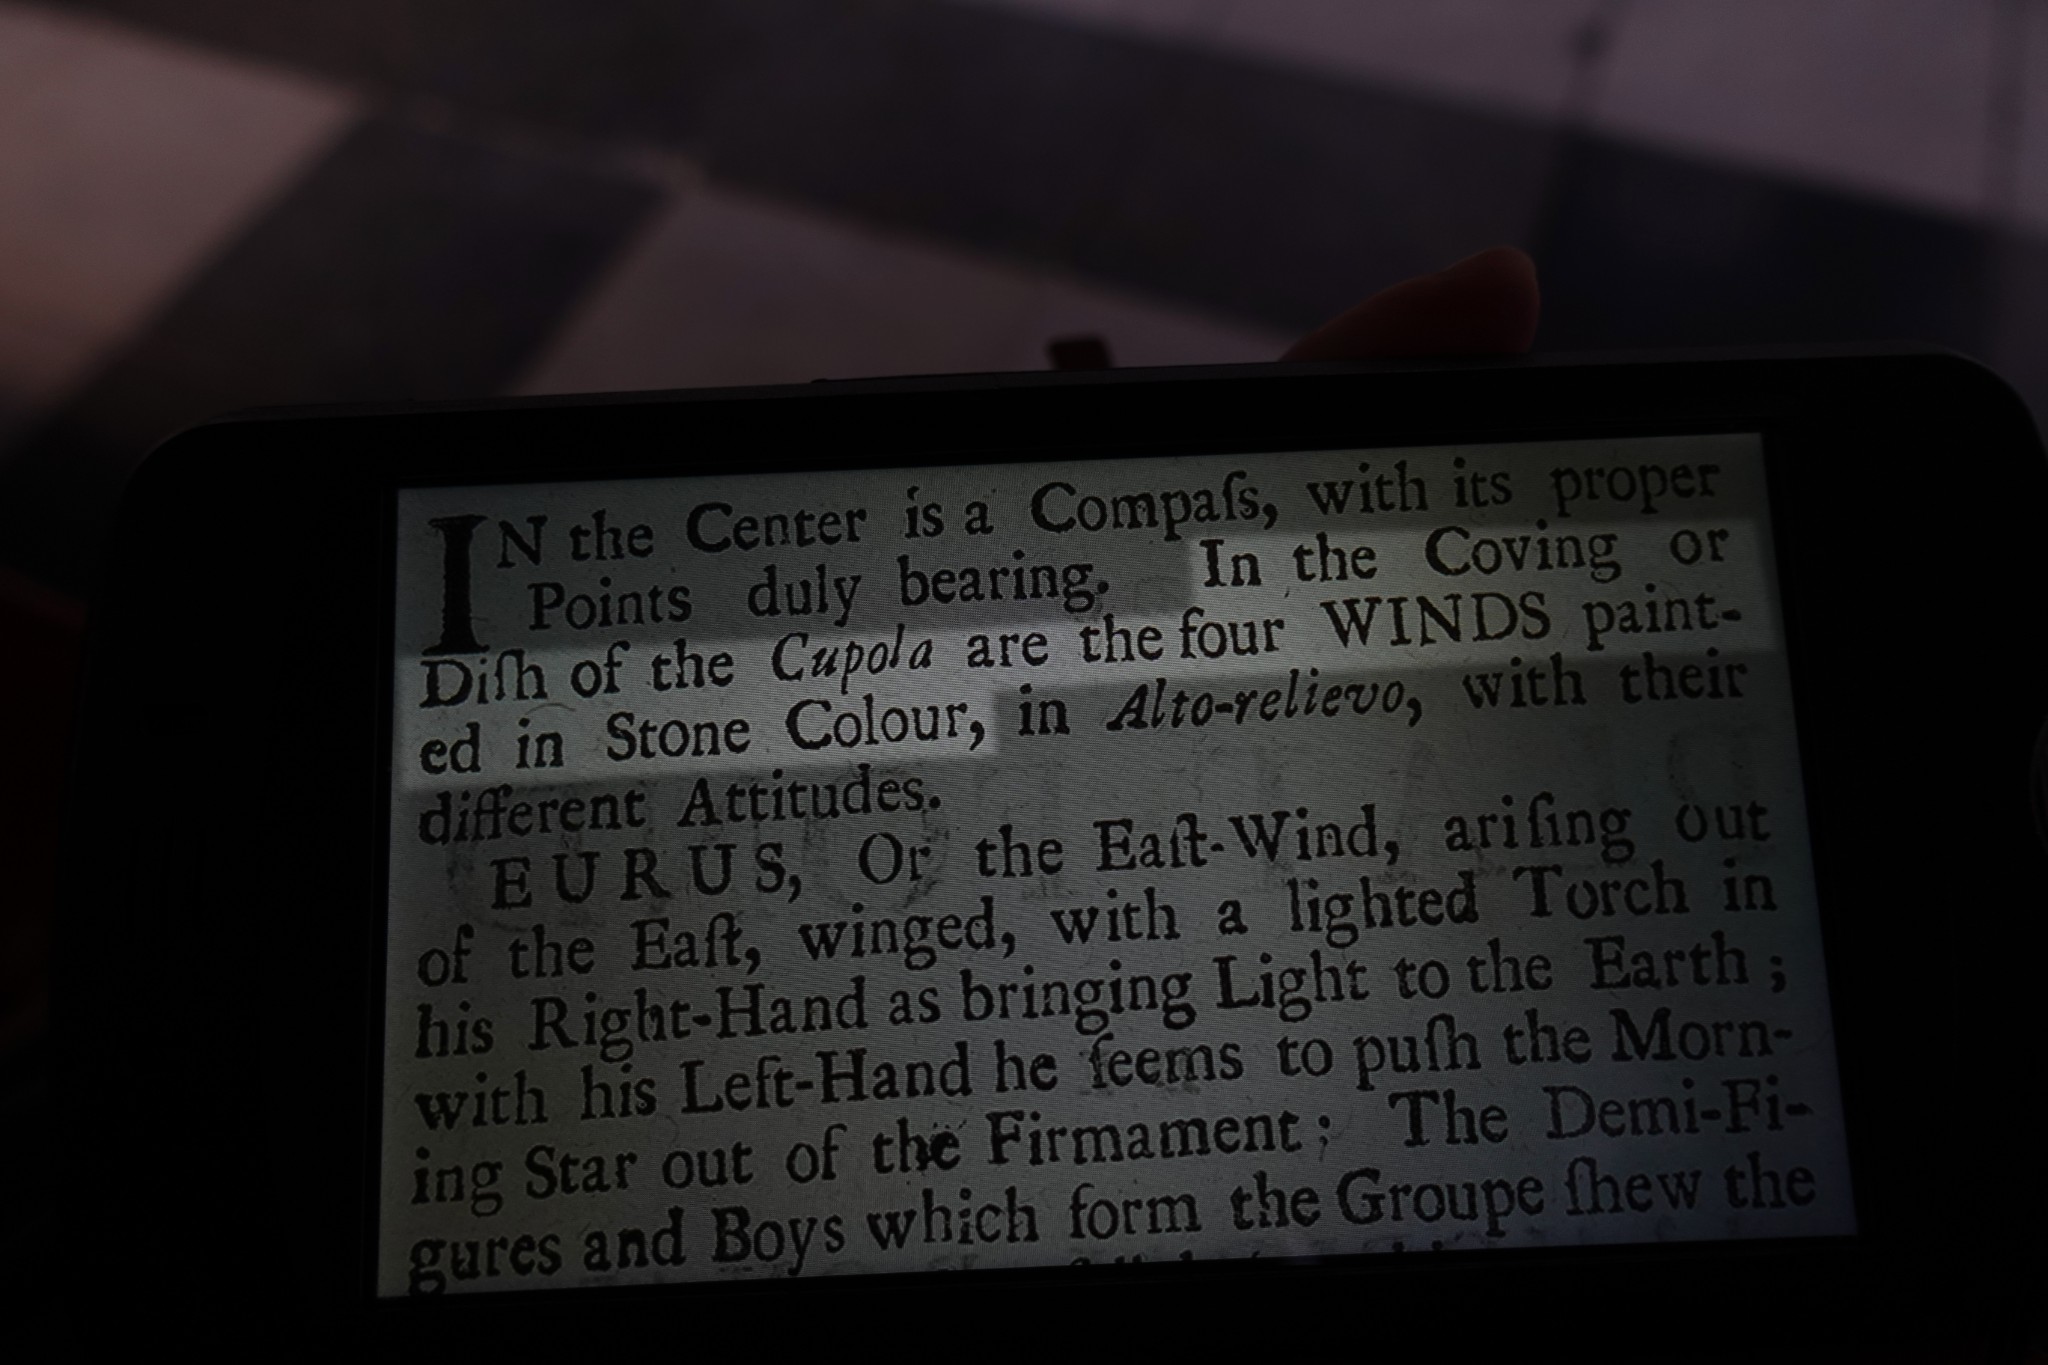 IN the Center is a Compaſs, with its proper
Points duly bearing. In the Coving or
Diſh of the Cupola are the four WINDS paint-
ed in Stone Colour, in Alto-relievo, with their
different Attitudes.
EURUS, Or the Eaſt-Wind, ariſing out
of the Eaſt, winged, with a lighted Torch in
his Right-Hand as bringing Light to the Earth;
with his Left-Hand he ſeems to puſh the Morn-
ing Star out of the Firmament; The Demi-Fi-
gures and Boys which form the Groupe ſhew the